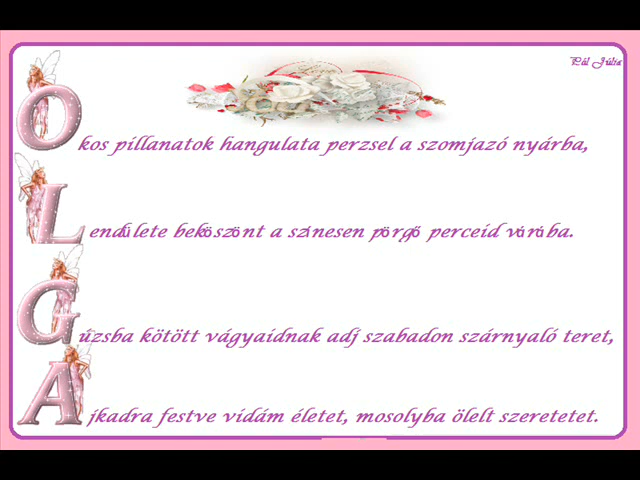 Pál Júlia
Okos pillanatok hangulata perzsel a szomjazó nyárba,
Lendűlete beköszönt a színesen pörgő perceid várába.
Gúzsba kötött vágyaidnak adj szabadon szárnyaló teret,
Ajkadra festve vidám életet, mosolyba ölelt szeretetet.